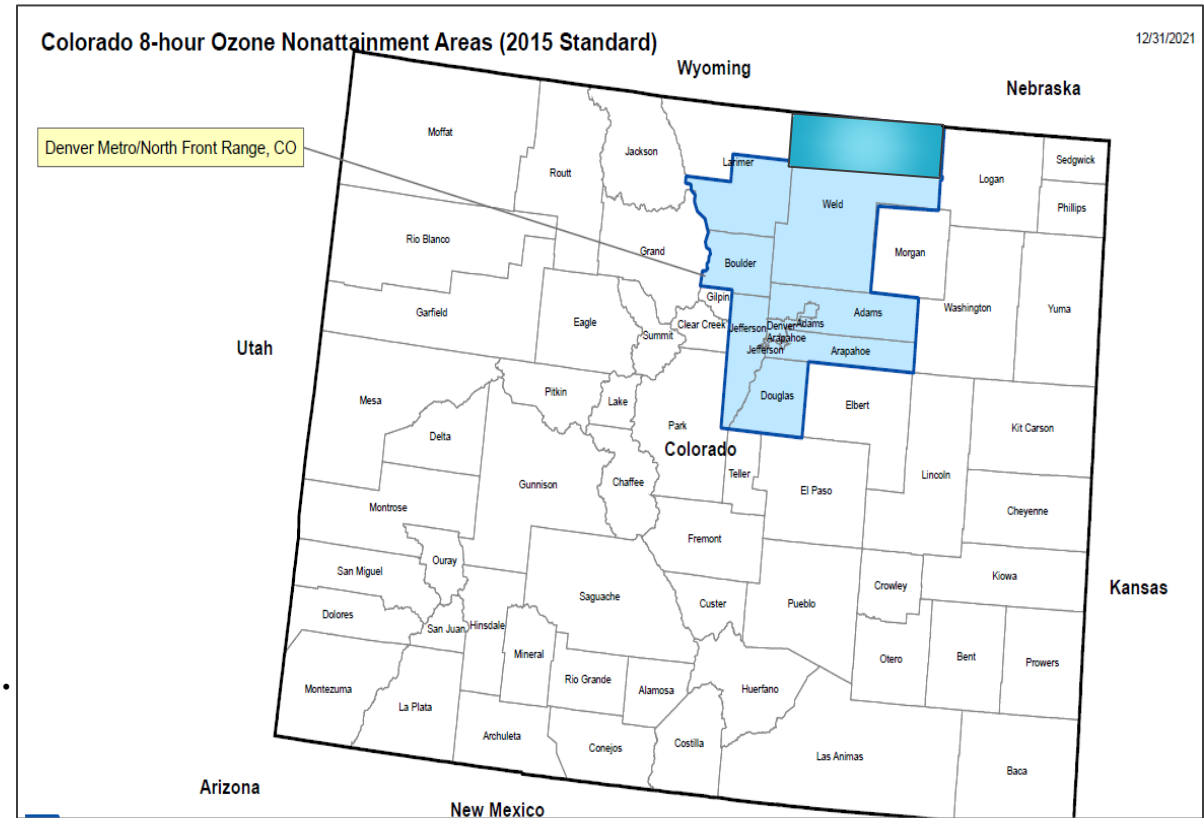 Colorado 8-hour Ozone Nonattainment Areas (2015 Standard)
12/31/2021
Wyoming
Nebraska
Denver Metro/North Front Range, CO
Moffat
Routt
Jackson
Larimer
Weld
Logan
Sedgwick
Phillips
Rio Blanco
Grand
Boulder
Morgan
Washington
Yuma
Garfield
Eagle
Summit
Gilpin
Clear Creek
Jefferson
Denver
Adams
Adams
Arapahoe
Jefferson
Arapahoe
Utah
Mesa
Pitkin
Lake
Park
Douglas
Elbert
Kit Carson
Delta
Colorado
Gunnison
Chaffee
Teller
El Paso
Lincoln
Cheyenne
Montrose
Fremont
Ouray
San Miguel
Saguache
Custer
Pueblo
Crowley
Kiowa
Kansas
Dolores
San Juan
Hinsdale
Mineral
Otero
Bent
Prowers
Montezuma
La Plata
Rio Grande
Alamosa
Huerfano
Archuleta
Conejos
Costilla
Las Animas
Baca
Arizona
New Mexico